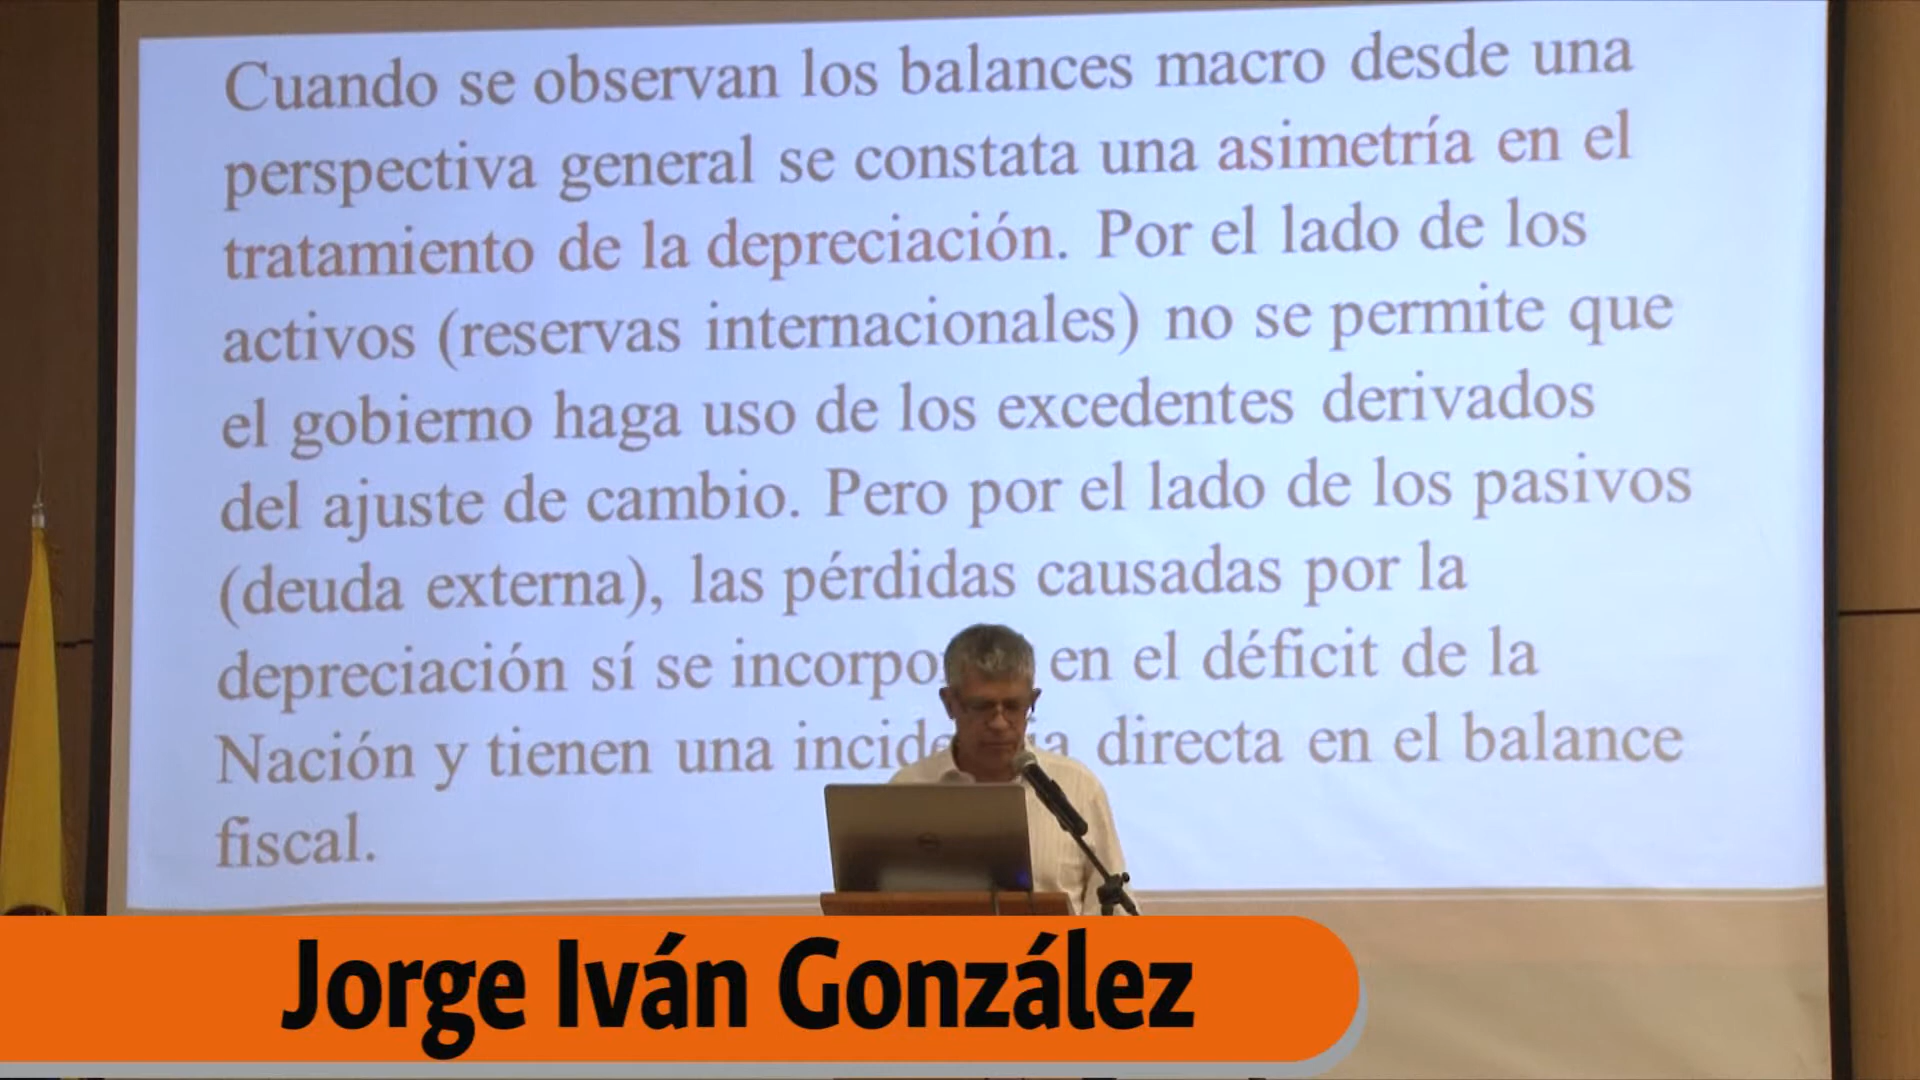 Cuando se observan los balances macro desde una
perspectiva general se constata una asimetría en el
tratamiento de la depreciación. Por el lado de los
activos (reservas internacionales) no se permite que
el gobierno haga uso de los excedentes derivados
del ajuste de cambio. Pero por el lado de los pasivos
(deuda externa), las pérdidas causadas por la
depreciación sí se en el déficit de la
Nación y tienen una directa en el balance
fiscal.
Jorge Iván González